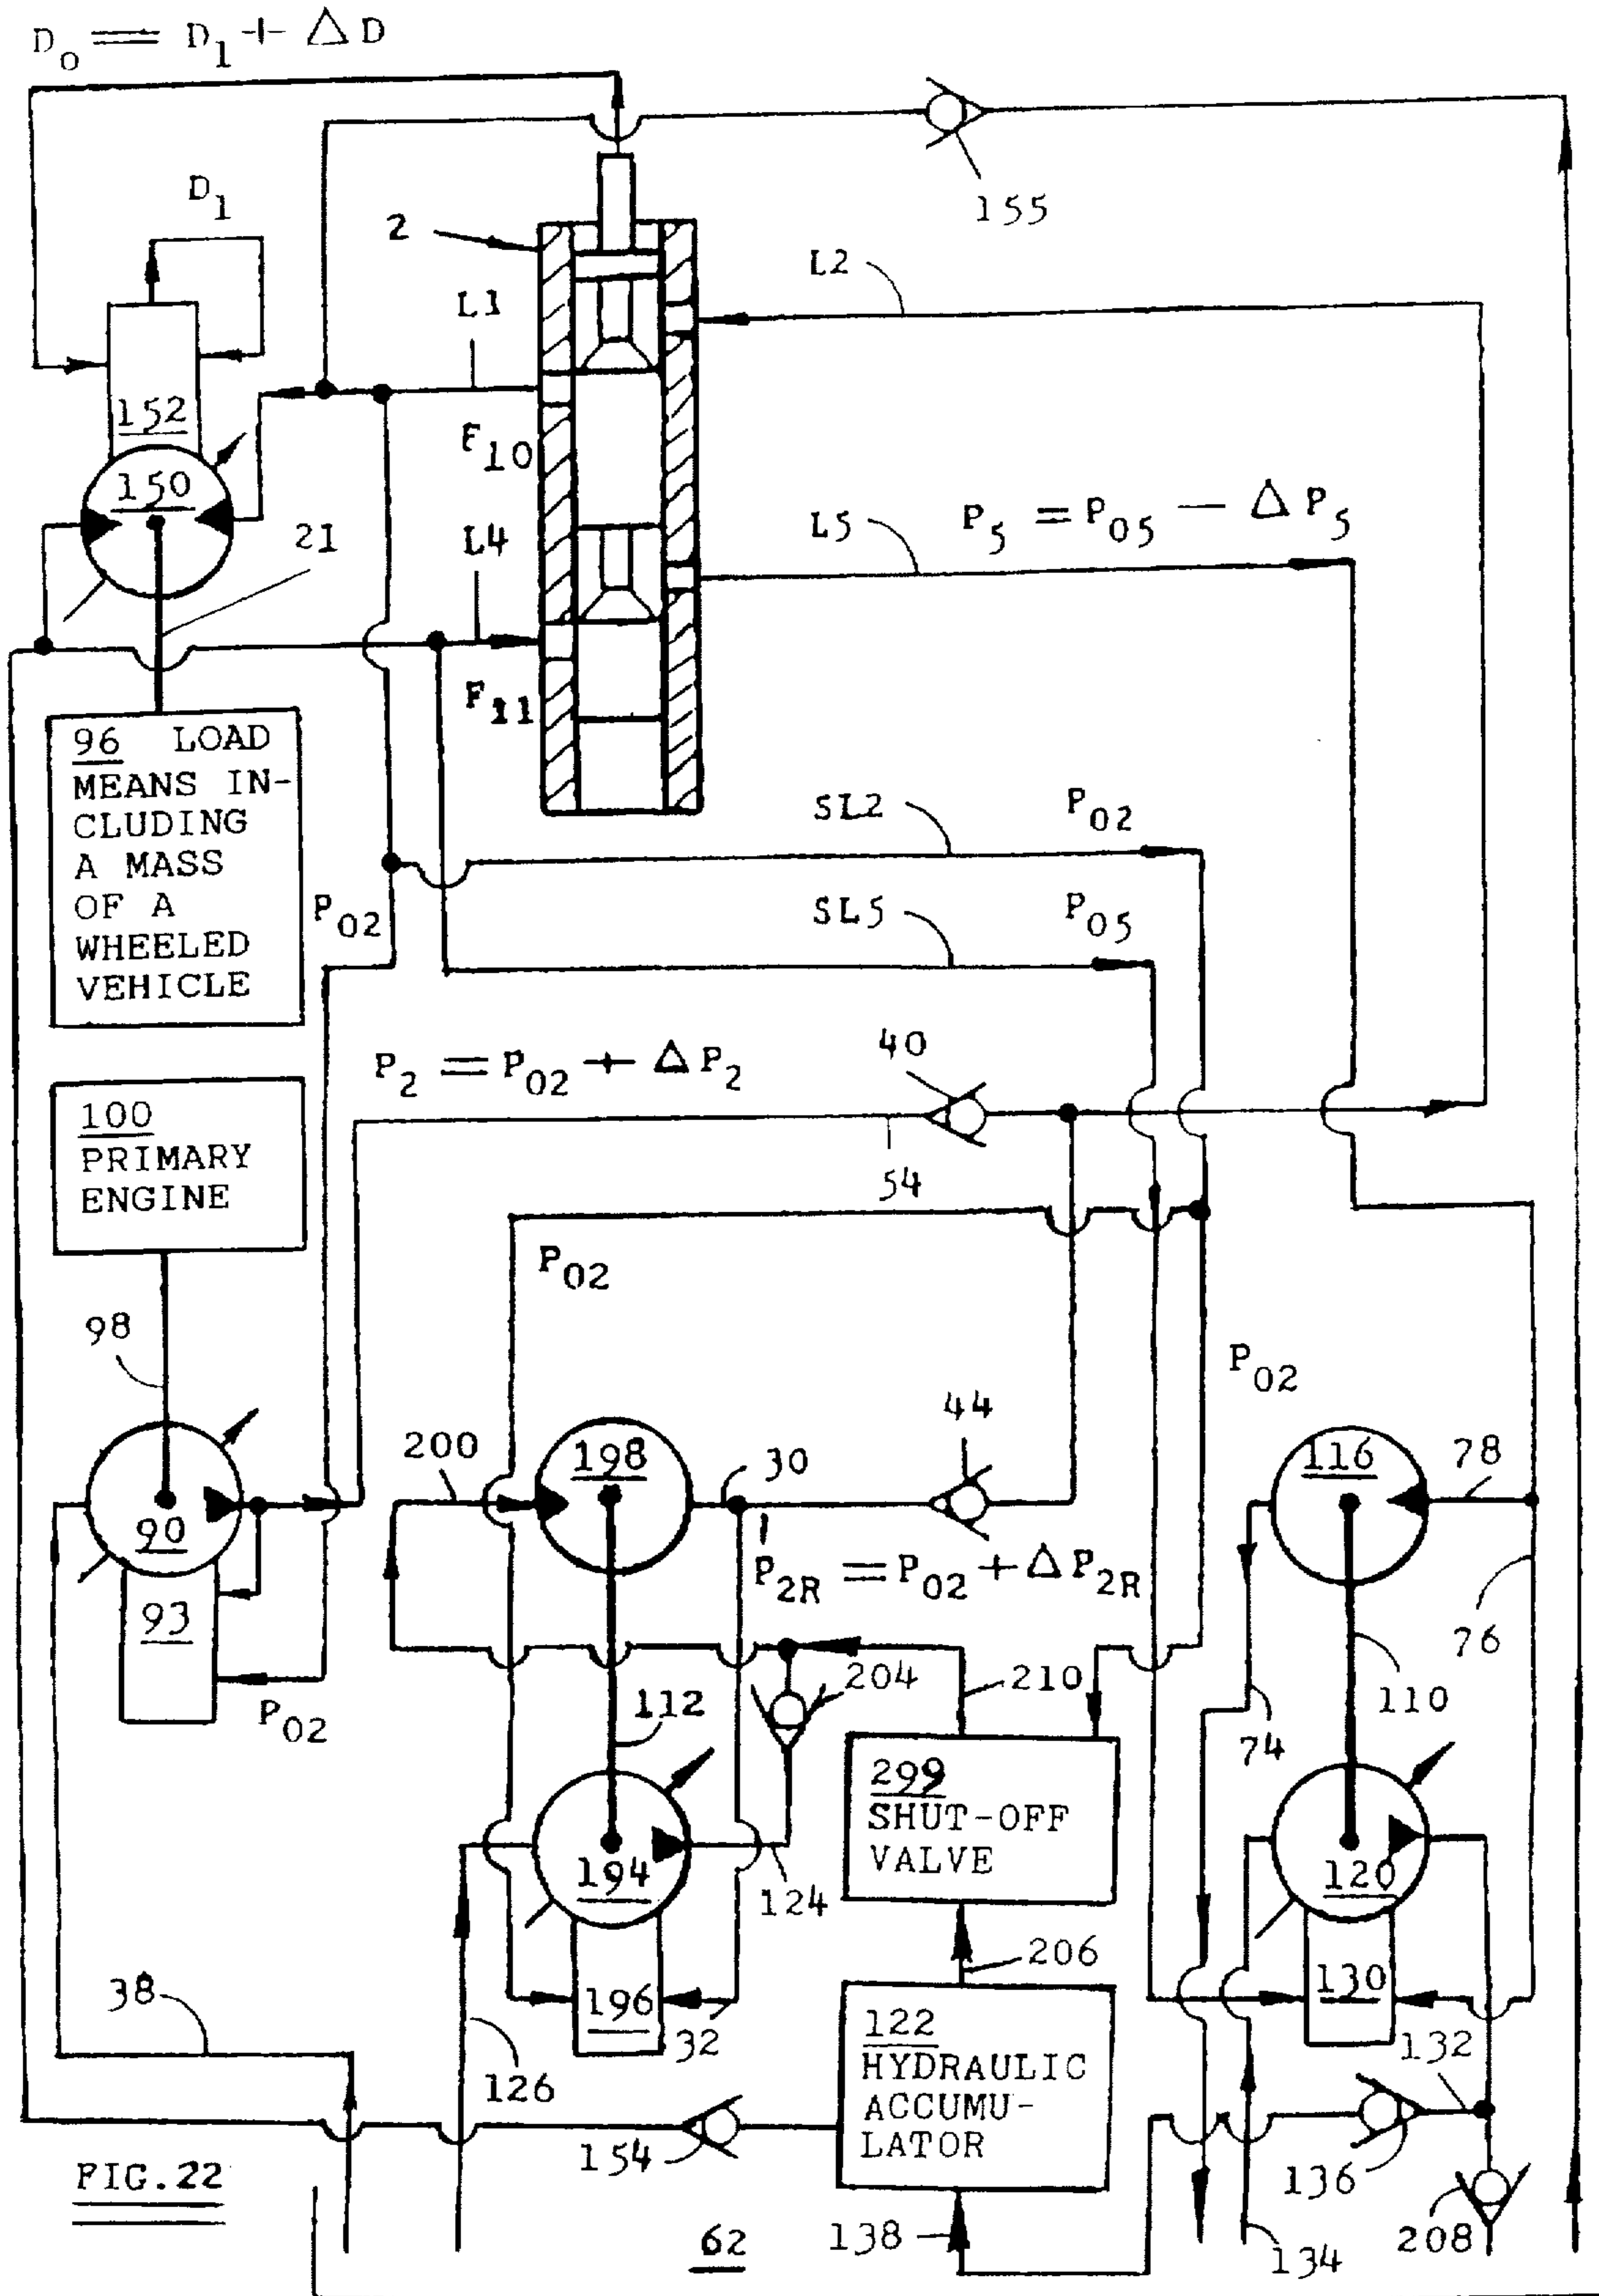 D₀ = D₁ + ΔD
155
D₁
2
L2
L3
152
F₁₀
150
21
L4
L5
P₅ = P₀₅ − ΔP₅
F₁₁
96 LOAD
MEANS IN-
CLUDING
A MASS
OF A
WHEELED
VEHICLE
SL2
P₀₂
P₀₂
SL5
P₀₅
P₂ = P₀₂ + ΔP₂
40
100
PRIMARY
ENGINE
54
P₀₂
98
P₀₂
200
198
30
44
116
78
90
P₂R = P₀₂ + ΔP₂R
93
76
P₀₂
112
204
210
110
74
299
SHUT-OFF
VALVE
194
124
120
206
38
196
32
130
126
122
HYDRAULIC
ACCUMU-
LATOR
132
154
136
FIG.22
62
138
134
208